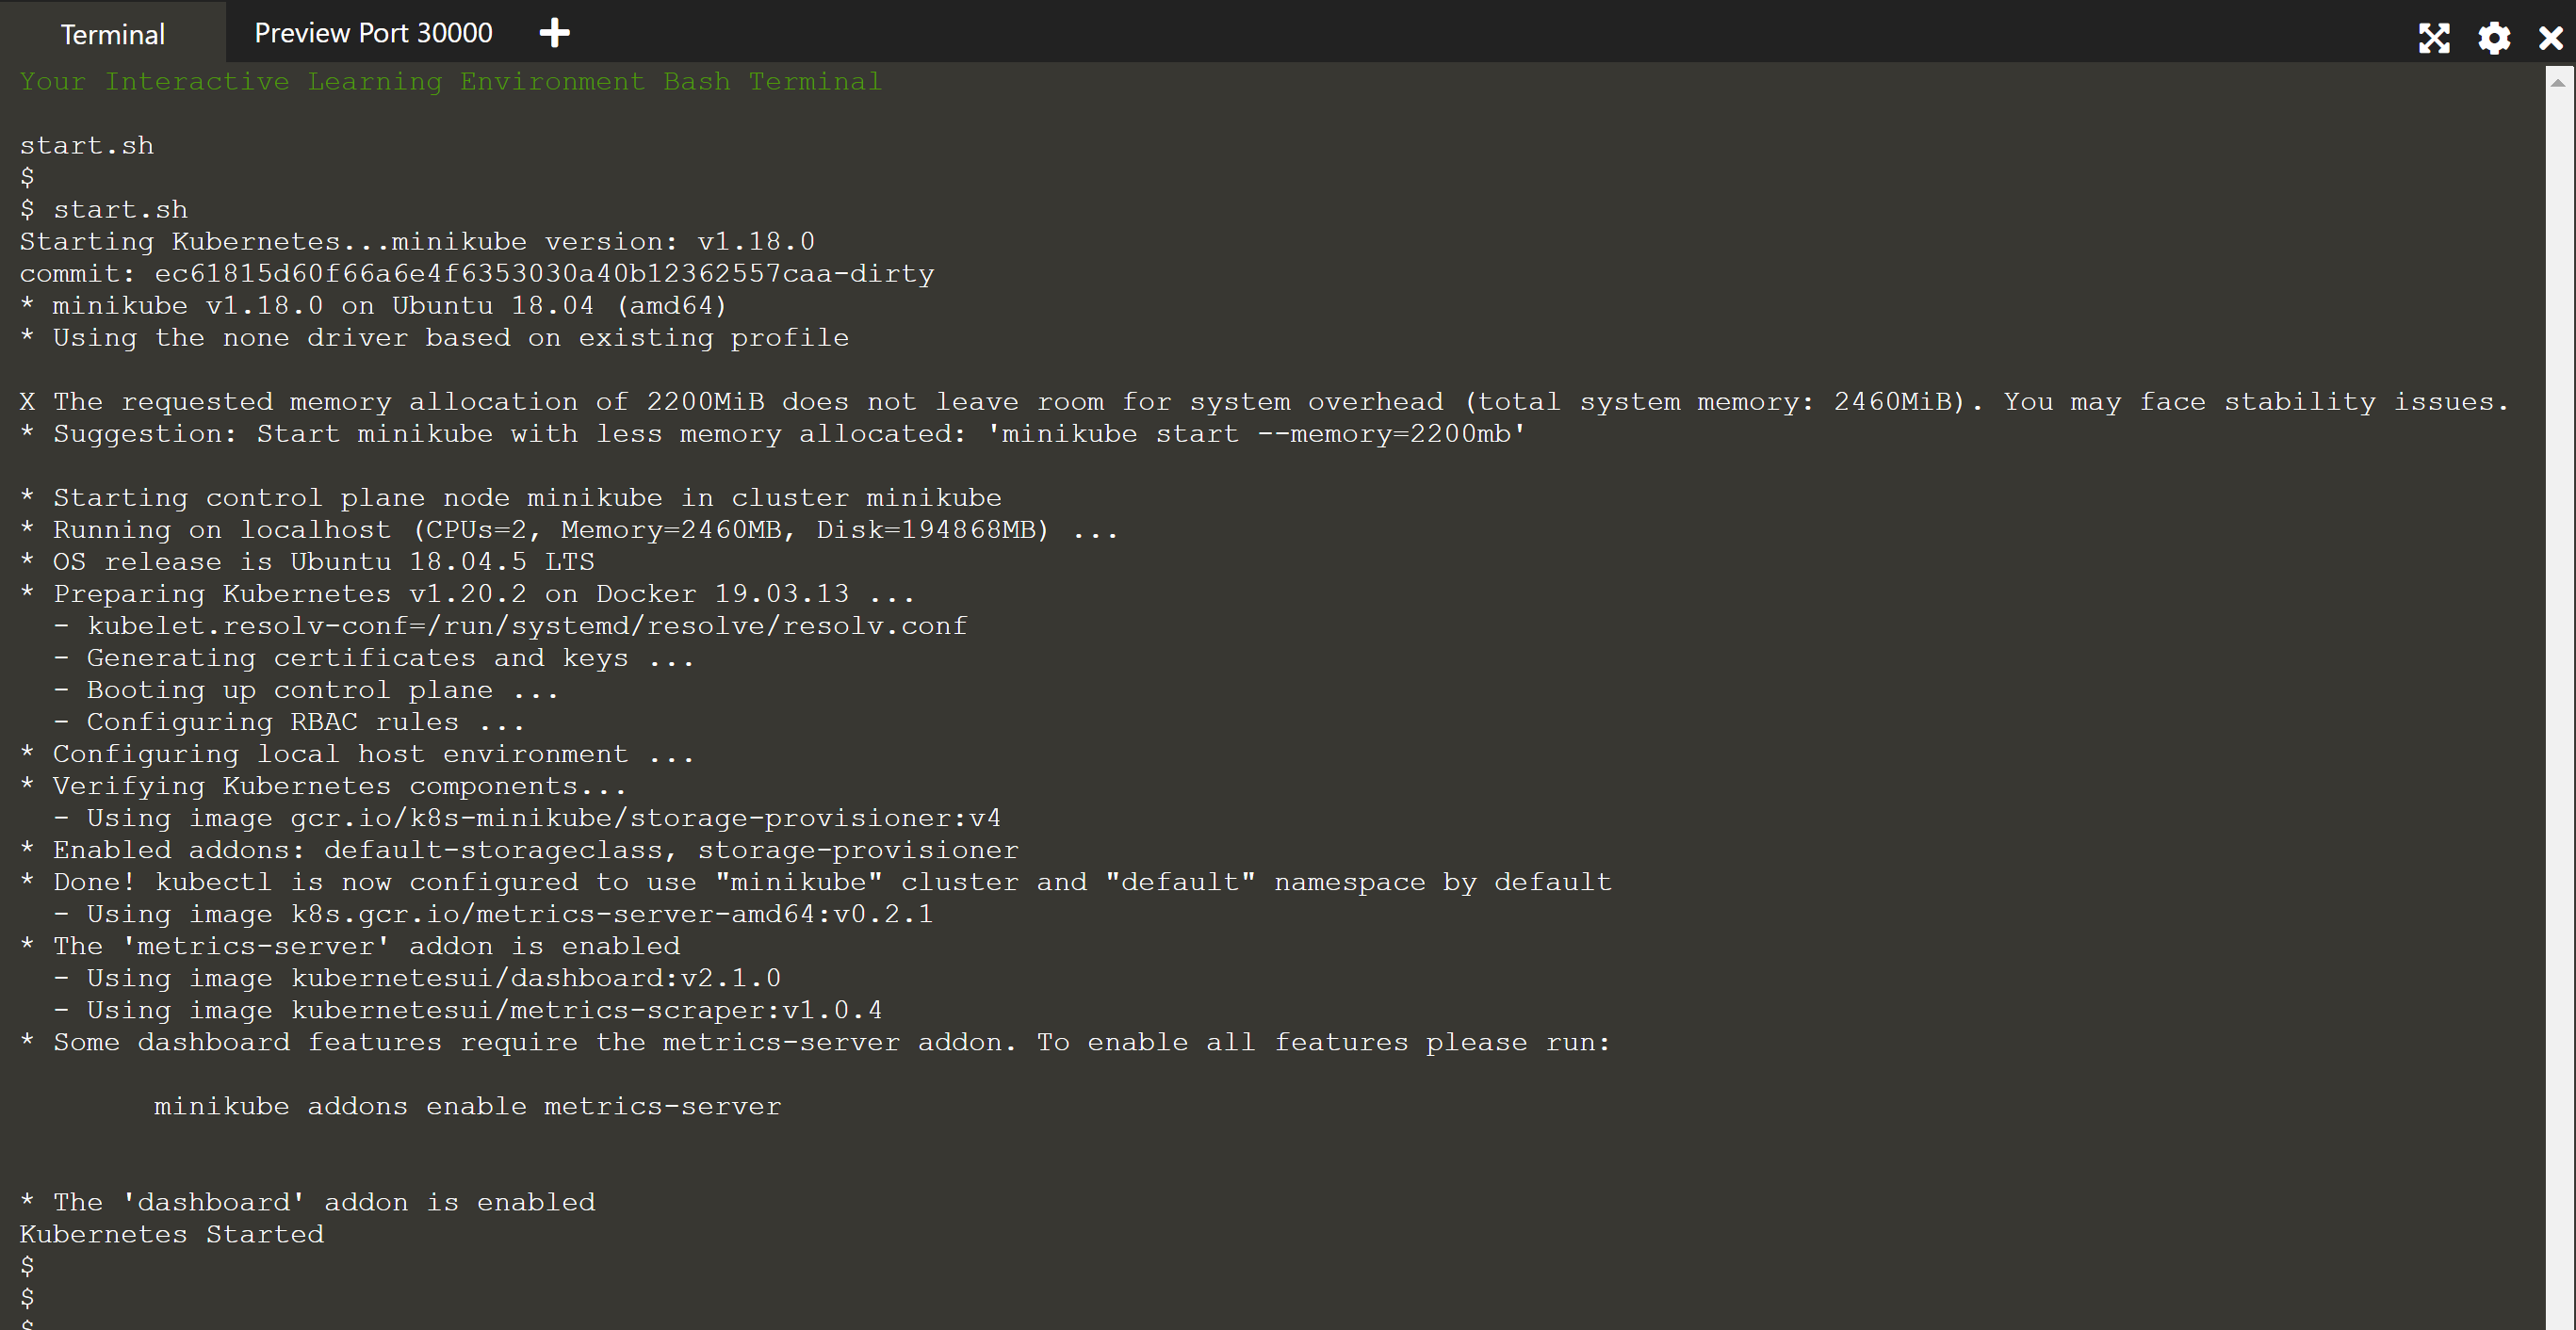 Terminal
Preview Port 30000
Your Interactive Learning Environment Bash Terminal
start.sh
$
$ start.sh
Starting Kubernetes...minikube version: v1.18.0
commit: ec61815d60f66a6e4f6353030a40b12362557caa-dirty
* minikube v1.18.0 on Ubuntu 18.04 (amd64)
* Using the none driver based on existing profile
X The requested memory allocation of 2200MiB does not leave room for system overhead (total system memory: 2460MiB). You may face stability issues.
* Suggestion: Start minikube with less memory allocated: 'minikube start --memory=2200mb'
* Starting control plane node minikube in cluster minikube
* Running on localhost (CPUs=2, Memory=2460MB, Disk=194868MB) ...
* OS release is Ubuntu 18.04.5 LTS
* Preparing Kubernetes v1.20.2 on Docker 19.03.13 ...
- kubelet.resolv-conf=/run/systemd/resolve/resolv.conf
- Generating certificates and keys ...
- Booting up control plane ...
- Configuring RBAC rules ...
* Configuring local host environment ...
* Verifying Kubernetes components...
- Using image gcr.io/k8s-minikube/storage-provisioner:v4
* Enabled addons: default-storageclass, storage-provisioner
* Done! kubectl is now configured to use "minikube" cluster and "default" namespace by default
- Using image k8s.gcr.io/metrics-server-amd64:v0.2.1
* The 'metrics-server' addon is enabled
- Using image kubernetesui/dashboard:v2.1.0
- Using image kubernetesui/metrics-scraper:v1.0.4
* Some dashboard features require the metrics-server addon. To enable all features please run:
minikube addons enable metrics-server
* The 'dashboard' addon is enabled
Kubernetes Started
$
$
$